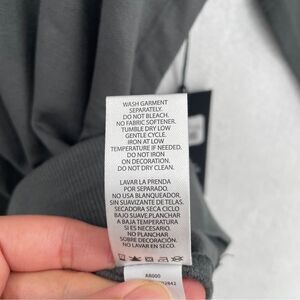 WASH GARMENT
SEPARATELY.
DO NOT BLEACH.
NO FABRIC SOFTENER.
TUMBLE DRY LOW
GENTLE CYCLE.
IRON AT LOW
TEMPERATURE IF NEEDED.
DO NOT IRON
ON DECORATION.
DO NOT DRY CLEAN.
LAVAR LA PRENDA
POR SEPARADO.
NO USA BLANQUEADOR.
SIN SUAVIZANTE DE TELAS.
SECADORA SECA CICLO
BAJO SUAVE.PLANCHAR
A BAJA TEMPERATURA
SI ES NECESARIO.
NO PLANCHAR
SOBRE DECORACIÓN.
NO LAVAR EN SECO.